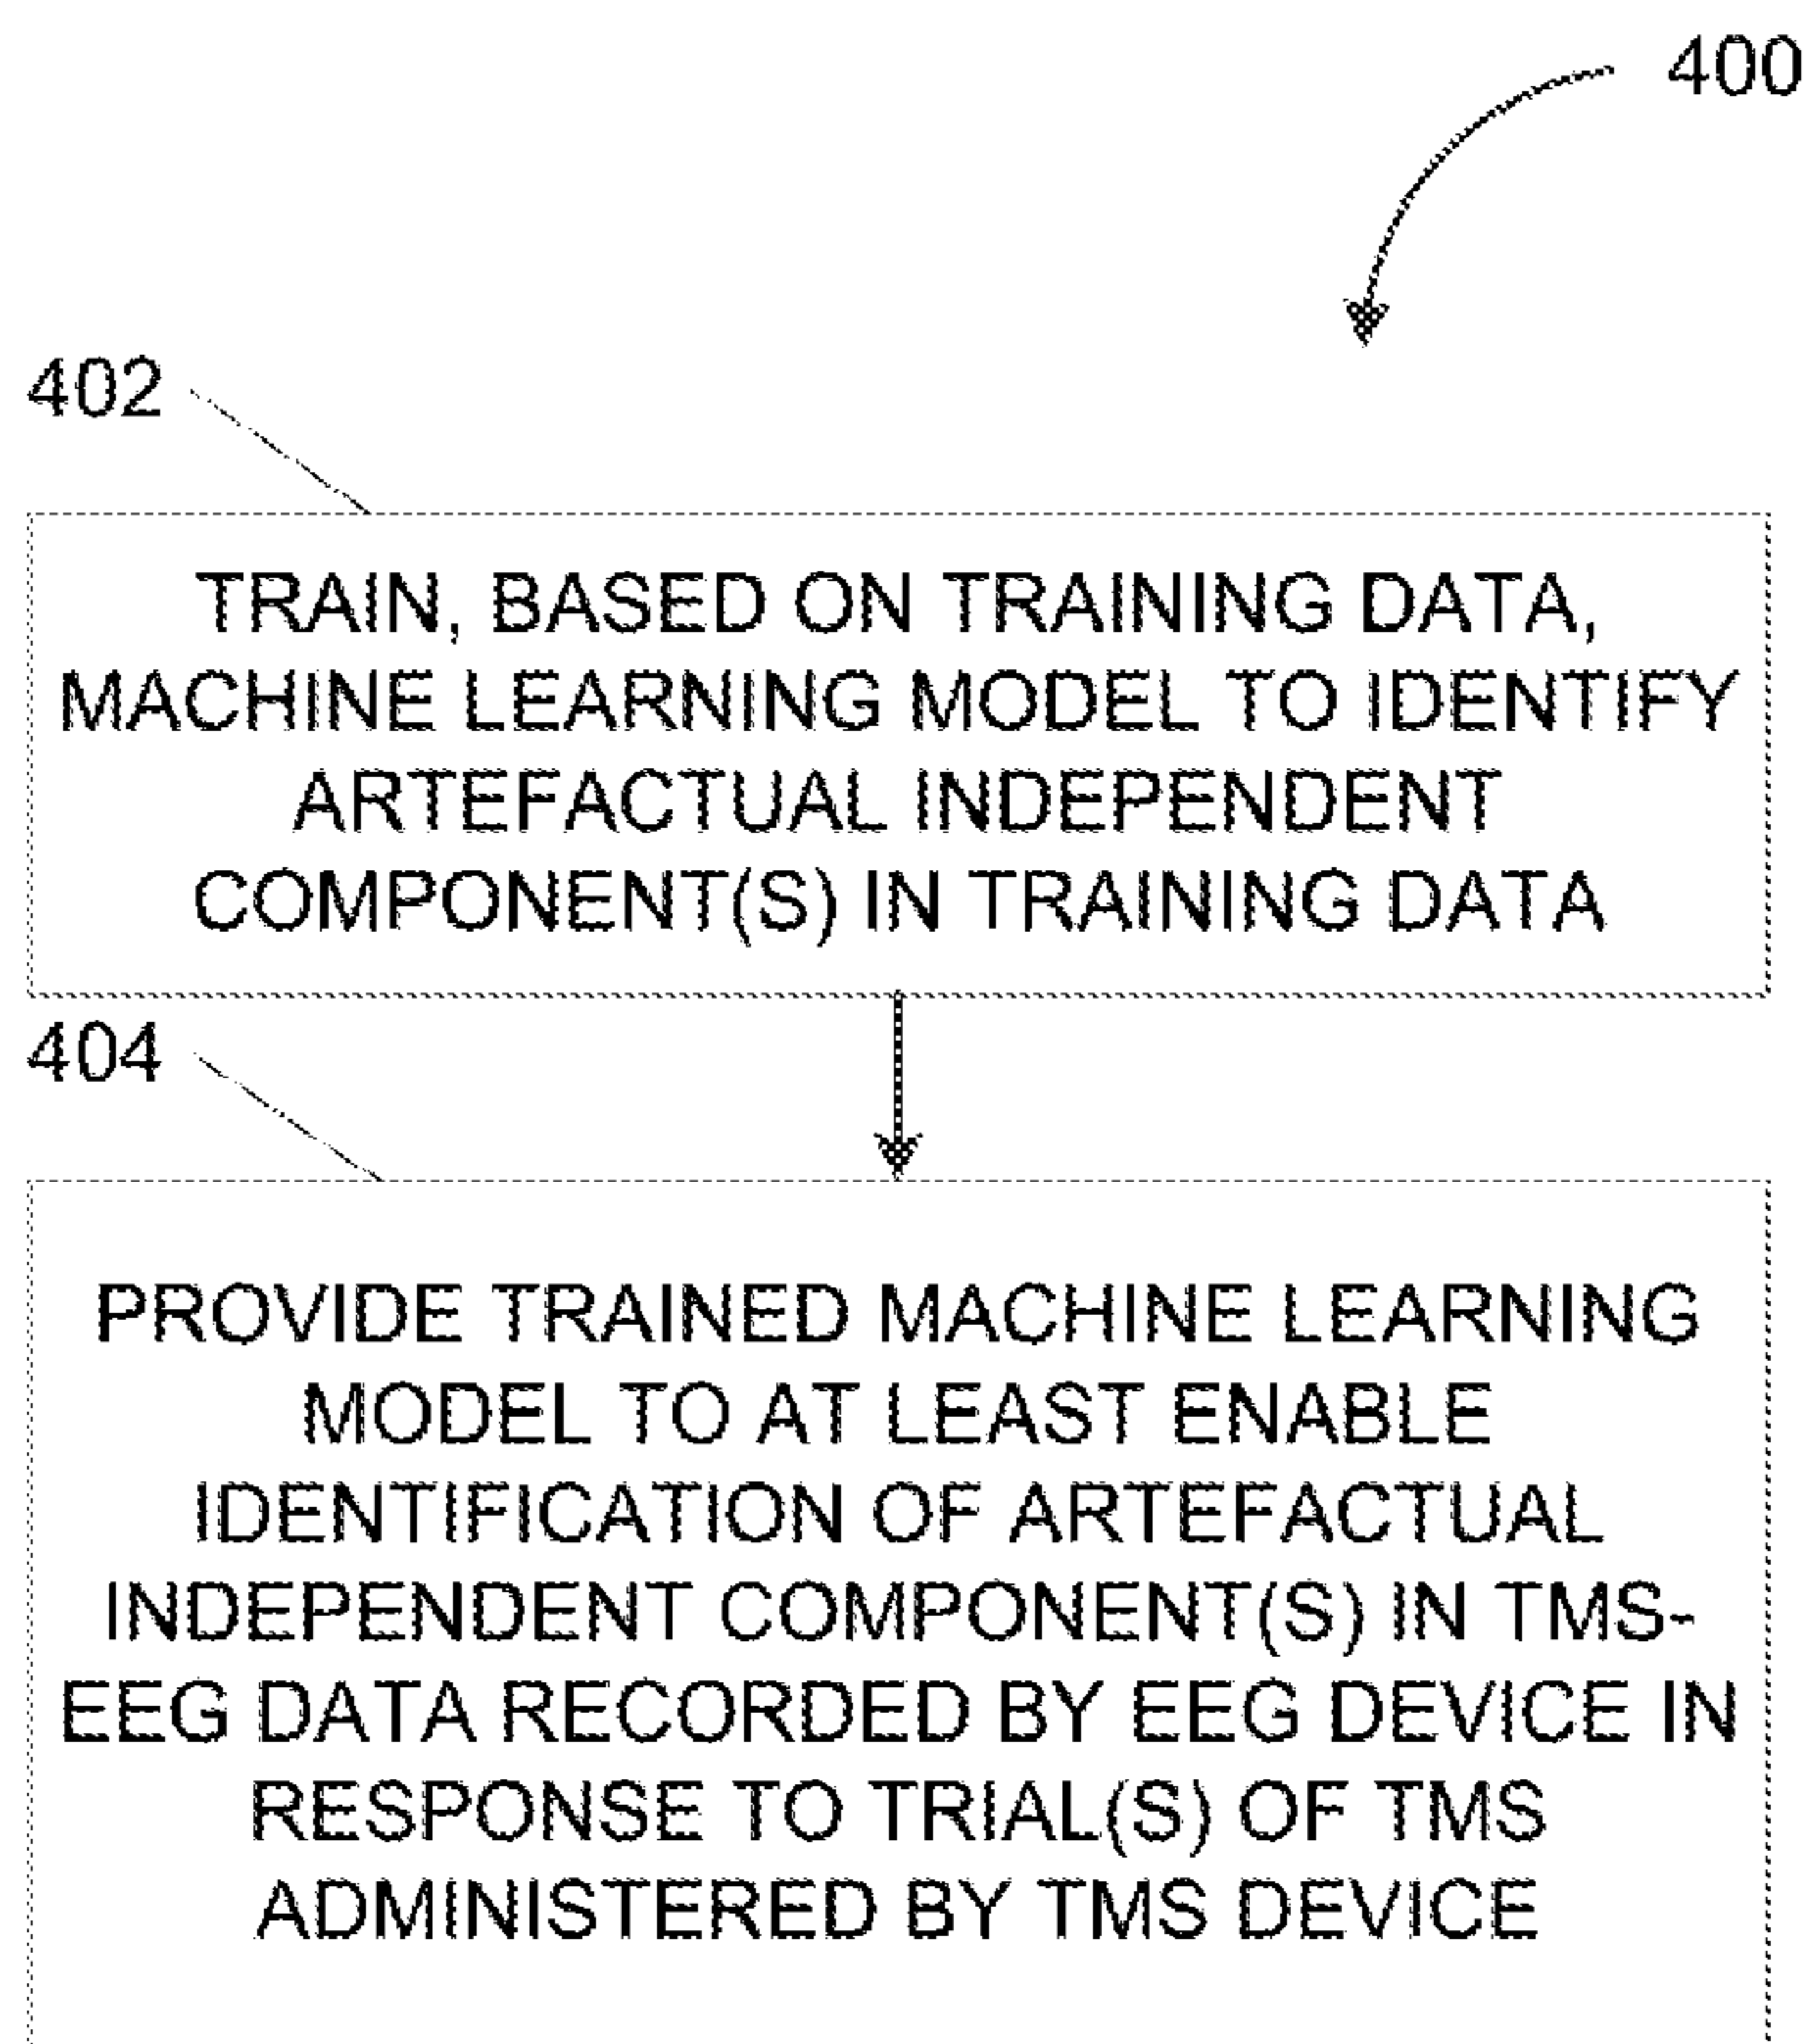 400
402
TRAIN, BASED ON TRAINING DATA,
MACHINE LEARNING MODEL TO IDENTIFY
ARTEFACTUAL INDEPENDENT
COMPONENT(S) IN TRAINING DATA
404
PROVIDE TRAINED MACHINE LEARNING
MODEL TO AT LEAST ENABLE
IDENTIFICATION OF ARTEFACTUAL
INDEPENDENT COMPONENT(S) IN TMS-
EEG DATA RECORDED BY EEG DEVICE IN
RESPONSE TO TRIAL(S) OF TMS
ADMINISTERED BY TMS DEVICE